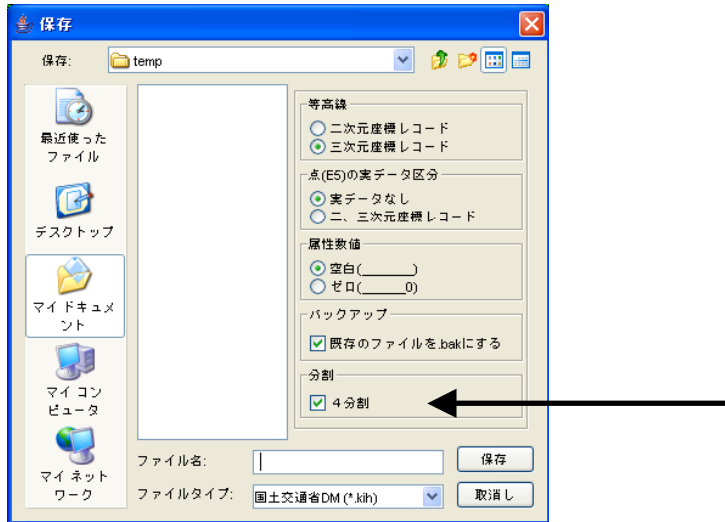 保存
保存:
temp
最近使った
ファイル
デスクトップ
マイ ドキュメ
ント
マイ コン
ピュータ
マイ ネット
ワーク
等高線
二次元座標レコード
三次元座標レコード
点(E5)の実データ区分
実データなし
二、三次元座標レコード
属性数値
空白(______)
ゼロ(_____0)
バックアップ
既存のファイルを.bakにする
分割
4分割
ファイル名:
保存
ファイルタイプ:
国土交通省DM (*.kih)
取消し